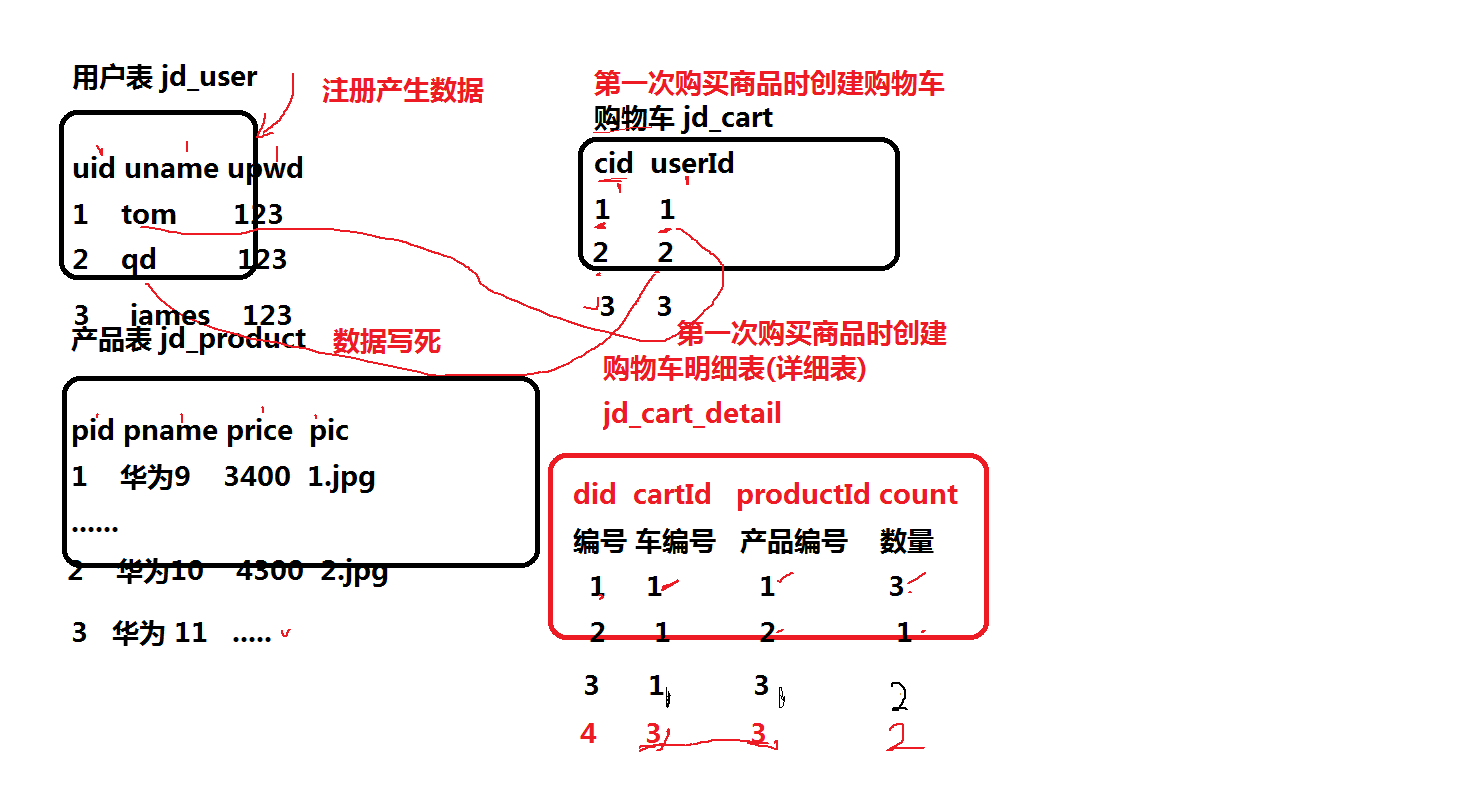 用户表 jd_user
注册产生数据
uid uname upwd
1 tom 123
2 qd 123
3 iames 123
产品表 jd_product
数据写死
pid pname price pic
1 华为9 3400 1.jpg
......
2 华为10 4300 2.jpg
3 华为 11 .....
第一次购买商品时创建购物车
购物车 jd_cart
cid userId
1 1
2 2
3 3
第一次购买商品时创建
购物车明细表(详细表)
jd_cart_detail
did cartId productId count
编号 车编号 产品编号 数量
1 1 1 3
2 1 2 1
3 1 3 2
4 3 3 2